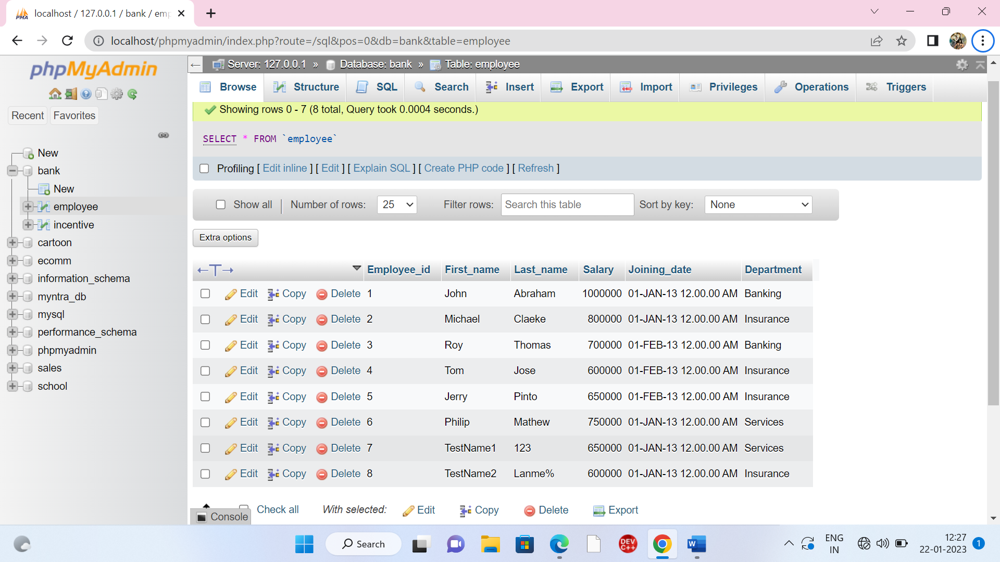 localhost / 127.0.0.1 / bank / emp
localhost/phpmyadmin/index.php?route=/sql&pos=0&db=bank&table=employee
phpMyAdmin
Recent Favorites
New
bank
New
employee
incentive
cartoon
ecomm
information_schema
myntra_db
mysql
performance_schema
phpmyadmin
sales
school
Server: 127.0.0.1 » Database: bank » Table: employee
Browse Structure SQL Search Insert Export Import Privileges Operations Triggers
Showing rows 0 - 7 (8 total, Query took 0.0004 seconds.)
SELECT * FROM `employee`
Profiling [ Edit inline ] [ Edit ] [ Explain SQL ] [ Create PHP code ] [ Refresh ]
Show all | Number of rows: 25 Filter rows: Search this table Sort by key: None
Extra options
←T→ Employee_id First_name Last_name Salary Joining_date Department
Edit Copy Delete 1 John Abraham 1000000 01-JAN-13 12.00.00 AM Banking
Edit Copy Delete 2 Michael Claeke 800000 01-JAN-13 12.00.00 AM Insurance
Edit Copy Delete 3 Roy Thomas 700000 01-FEB-13 12.00.00 AM Banking
Edit Copy Delete 4 Tom Jose 600000 01-FEB-13 12.00.00 AM Insurance
Edit Copy Delete 5 Jerry Pinto 650000 01-FEB-13 12.00.00 AM Insurance
Edit Copy Delete 6 Philip Mathew 750000 01-JAN-13 12.00.00 AM Services
Edit Copy Delete 7 TestName1 123 650000 01-JAN-13 12.00.00 AM Services
Edit Copy Delete 8 TestName2 Lanme% 600000 01-JAN-13 12.00.00 AM Insurance
Check all With selected: Edit Copy Delete Export
Console
Search
DEV C++
W
ENG
IN
12:27
22-01-2023
1